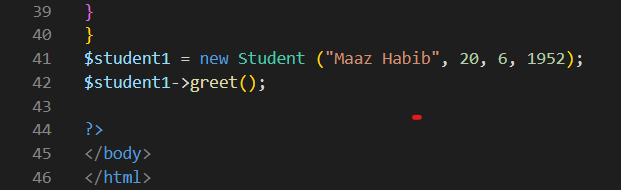 39 }
40 }
41 $student1 = new Student ("Maaz Habib", 20, 6, 1952);
42 $student1->greet();
43
44 ?>
45 </body>
46 </html>